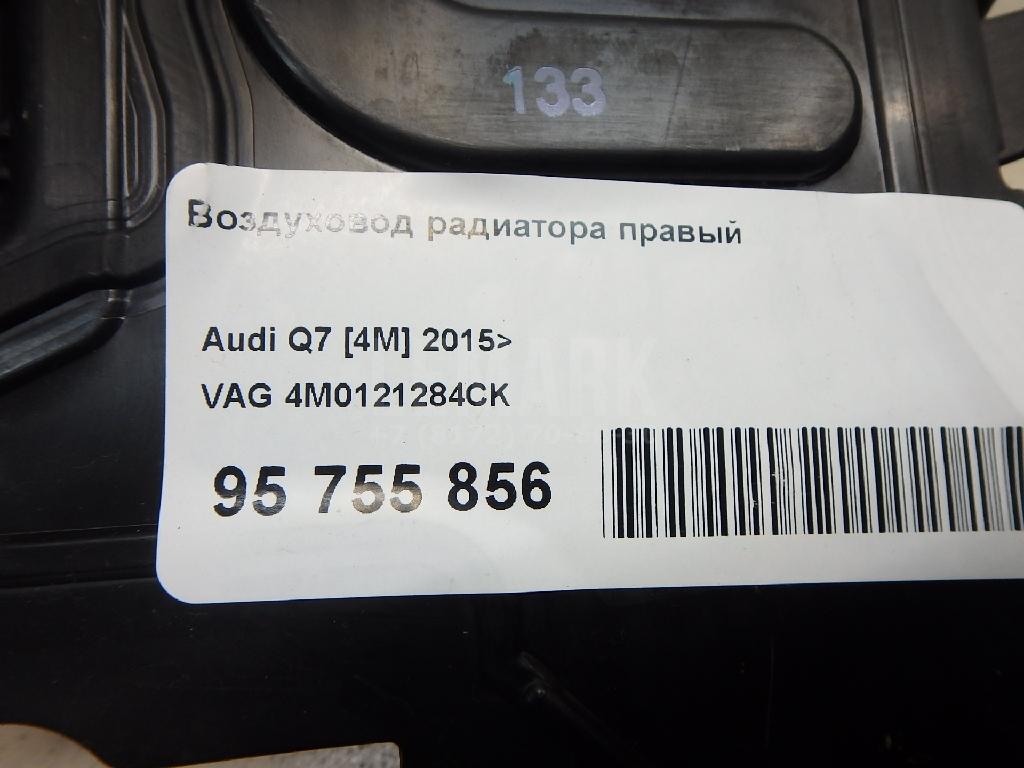 133
Воздуховод радиатора правый
Audi Q7 [4M] 2015>
VAG 4M0121284CK
95 755 856